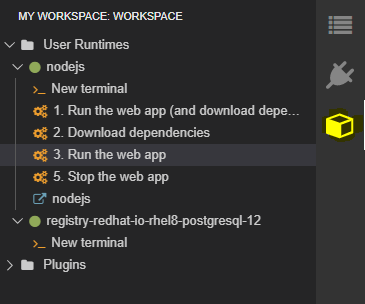 MY WORKSPACE: WORKSPACE
User Runtimes
nodejs
New terminal
1. Run the web app (and download depe...
2. Download dependencies
3. Run the web app
5. Stop the web app
nodejs
registry-redhat-io-rhel8-postgresql-12
New terminal
Plugins